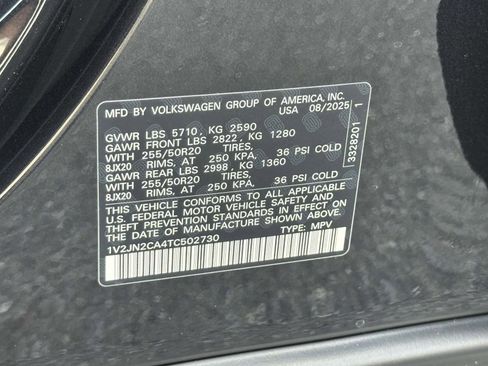 MFD BY VOLKSWAGEN GROUP OF AMERICA, INC.
USA 08/2025
GVWR LBS 5710, KG 2590
GAWR FRONT LBS 2822, KG 1280
WITH 255/50R20 TIRES,
8JX20 RIMS, AT 250 KPA, 36 PSI COLD
GAWR REAR LBS 2998, KG 1360
WITH 255/50R20 TIRES,
8JX20 RIMS, AT 250 KPA, 36 PSI COLD
THIS VEHICLE CONFORMS TO ALL APPLICABLE
U.S. FEDERAL MOTOR VEHICLE SAFETY AND
THEFT PREVENTION STANDARDS IN EFFECT ON
THE DATE OF MANUFACTURE SHOWN ABOVE
1V2JN2CA4TC502730 TYPE: MPV
3328201 1